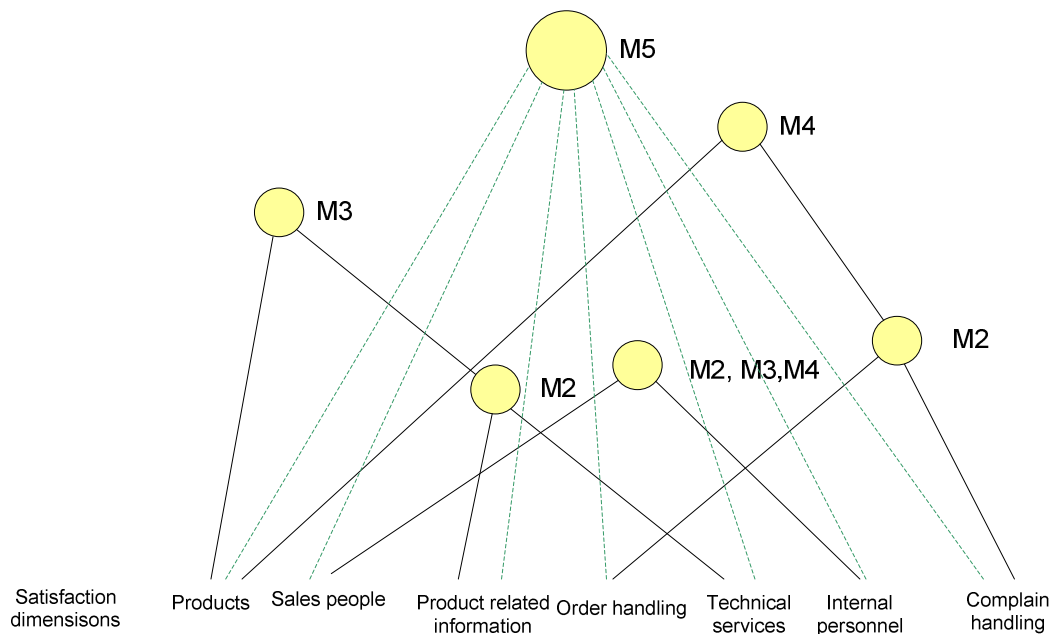 M5
M4
M3
M2
M2, M3,M4
M2
Satisfaction
dimensisons
Products
Sales people
Product related
information
Order handling
Technical
services
Internal
personnel
Complain
handling